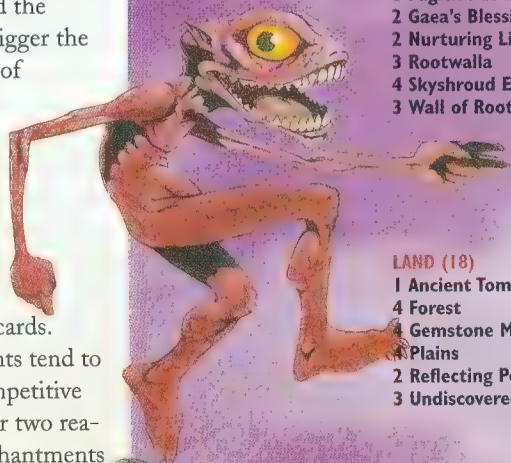 d the
igger the
of
cards.
nts tend to
npetitive
r two rea-
hantments
2 Gaea's Blessi
2 Nurturing Li
3 Rootwalla
4 Skyshroud E
3 Wall of Root
LAND (18)
1 Ancient Tom
4 Forest
4 Gemstone M
4 Plains
2 Reflecting P
3 Undiscovere